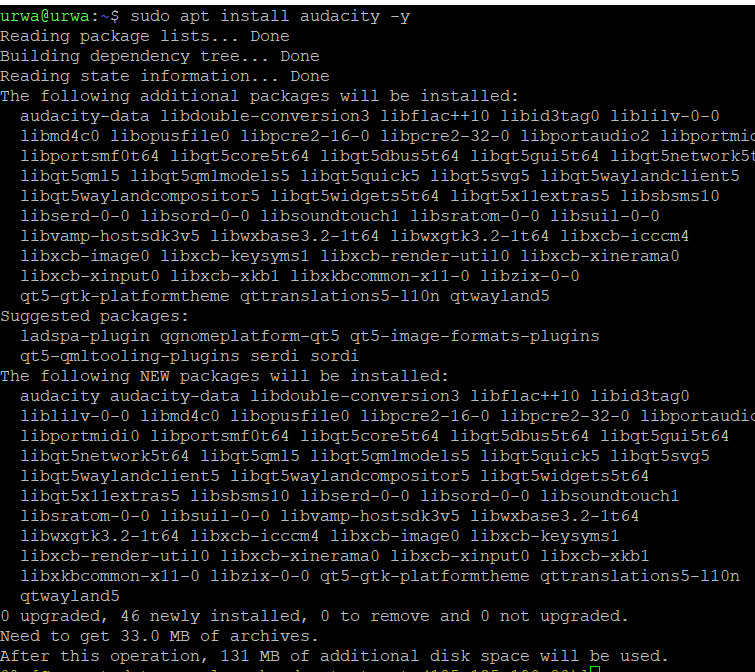 urwa@urwa:~$ sudo apt install audacity -y
Reading package lists... Done
Building dependency tree... Done
Reading state information... Done
The following additional packages will be installed:
audacity-data libdouble-conversion3 libflac++10 libid3tag0 liblilv-0-0
libmd4c0 libopusfile0 libpcre2-16-0 libpcre2-32-0 libportaudio2 libportmid
libportsmf0t64 libqt5core5t64 libqt5dbus5t64 libqt5gui5t64 libqt5network5t
libqt5qml5 libqt5qmlmodels5 libqt5quick5 libqt5svg5 libqt5waylandclient5
libqt5waylandcompositor5 libqt5widgets5t64 libqt5x11extras5 libsbsms10
libserd-0-0 libsord-0-0 libsoundtouch1 libsratom-0-0 libsuil-0-0
libvamp-hostsdk3v5 libwxbase3.2-1t64 libwxgtk3.2-1t64 libxcb-icccm4
libxcb-image0 libxcb-keysyms1 libxcb-render-util0 libxcb-xinerama0
libxcb-xinput0 libxcb-xkb1 libxkbcommon-x11-0 libzix-0-0
qt5-gtk-platformtheme qttranslations5-l10n qtwayland5
Suggested packages:
ladspa-plugin qgnomeplatform-qt5 qt5-image-formats-plugins
qt5-qmltooling-plugins serdi sordi
The following NEW packages will be installed:
audacity audacity-data libdouble-conversion3 libflac++10 libid3tag0
liblilv-0-0 libmd4c0 libopusfile0 libpcre2-16-0 libpcre2-32-0 libportaudio
libportmidi0 libportsmf0t64 libqt5core5t64 libqt5dbus5t64 libqt5gui5t64
libqt5network5t64 libqt5qml5 libqt5qmlmodels5 libqt5quick5 libqt5svg5
libqt5waylandclient5 libqt5waylandcompositor5 libqt5widgets5t64
libqt5x11extras5 libsbsms10 libserd-0-0 libsord-0-0 libsoundtouch1
libsratom-0-0 libsuil-0-0 libvamp-hostsdk3v5 libwxbase3.2-1t64
libwxgtk3.2-1t64 libxcb-icccm4 libxcb-image0 libxcb-keysyms1
libxcb-render-util0 libxcb-xinerama0 libxcb-xinput0 libxcb-xkb1
libxkbcommon-x11-0 libzix-0-0 qt5-gtk-platformtheme qttranslations5-l10n
qtwayland5
0 upgraded, 46 newly installed, 0 to remove and 0 not upgraded.
Need to get 33.0 MB of archives.
After this operation, 131 MB of additional disk space will be used.